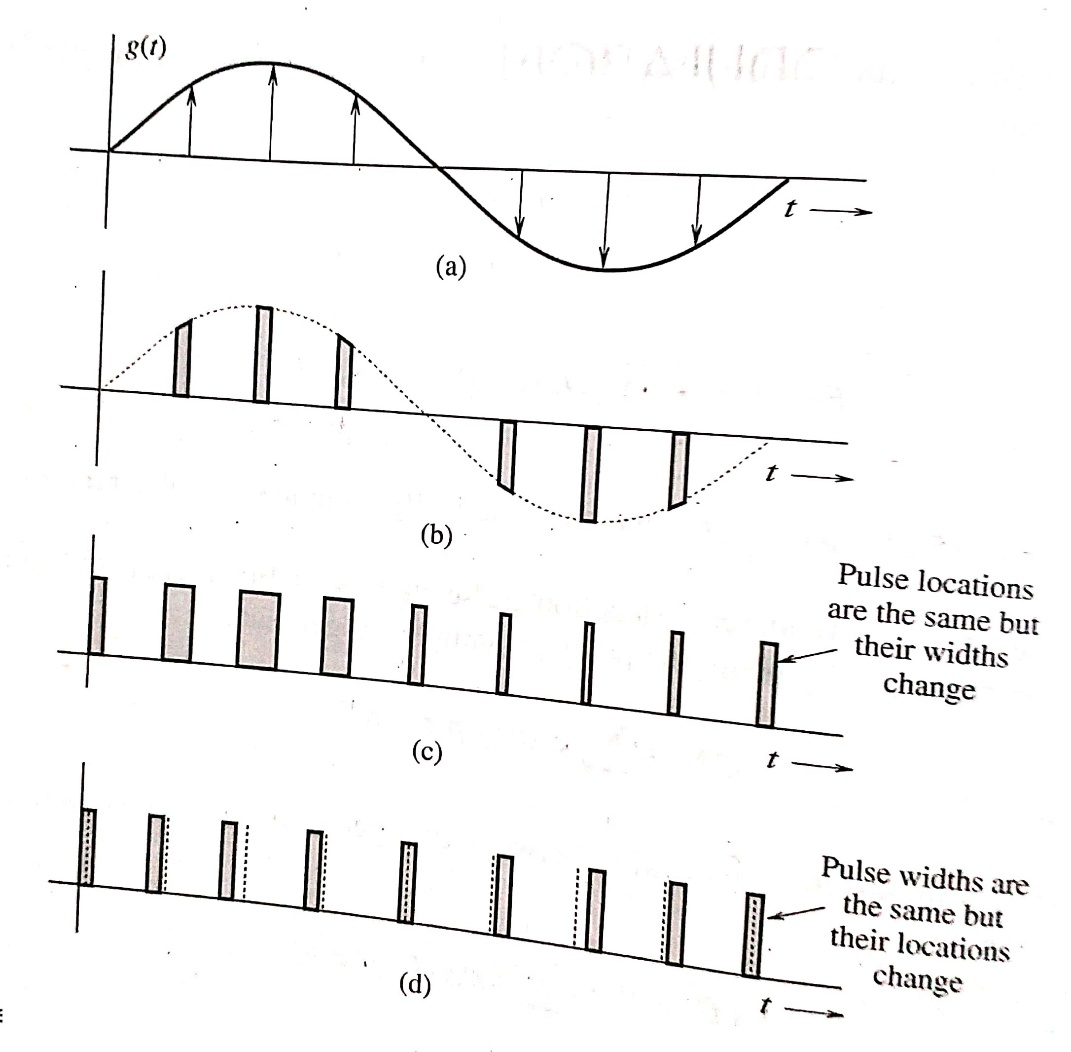 g(t)
t
(a)
t
(b)
Pulse locations
are the same but
their widths
change
(c)
t
Pulse widths are
the same but
their locations
change
(d)
t